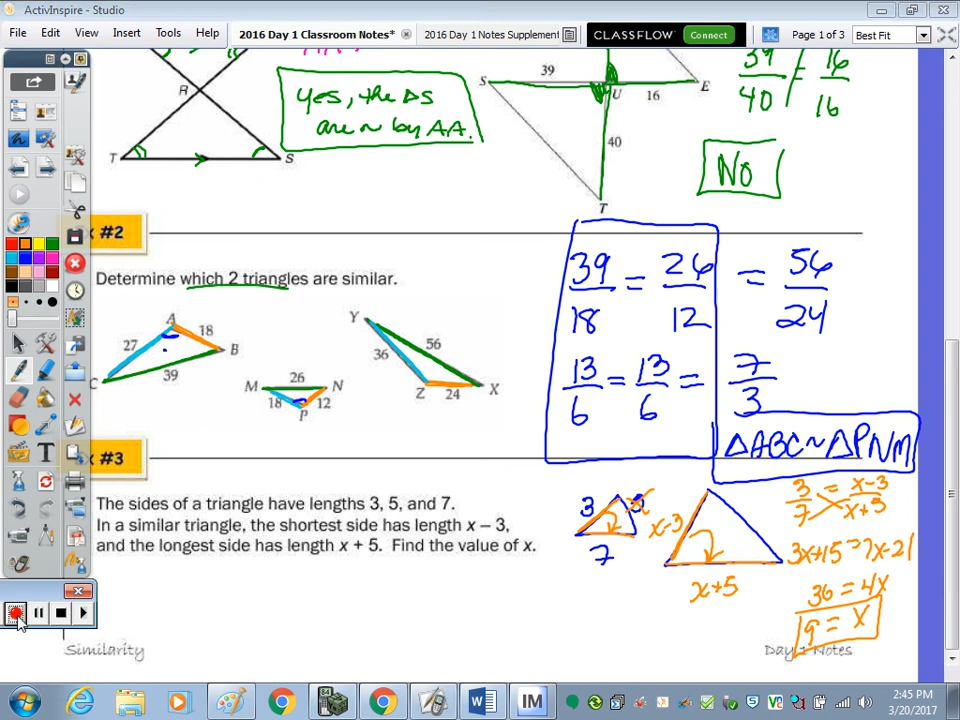 ActivInspire - Studio
File Edit View Insert Tools Help
2016 Day 1 Classroom Notes*
2016 Day 1 Notes Supplement
CLASSFLOW Connect
Page 1 of 3
Best Fit
R
T
S
Yes, the Δs
are ~ by AA.
39
S
U
E
16
40
T
39/40 = 16/16
No
x #2
Determine which 2 triangles are similar.
A
18
27
B
39
C
26
M
N
18
12
P
Y
56
36
Z
24
X
39/18 = 26/12 = 56/24
13/6 = 13/6 = 7/3
ΔABC ~ ΔPNM
x #3
The sides of a triangle have lengths 3, 5, and 7.
In a similar triangle, the shortest side has length x – 3,
and the longest side has length x + 5. Find the value of x.
3
7
x-3
x+5
3/7 = x-3/x+5
3x+15=7x-21
36 = 4x
9 = x
Similarity
Day 1 Notes
IM
2:45 PM
3/20/2017